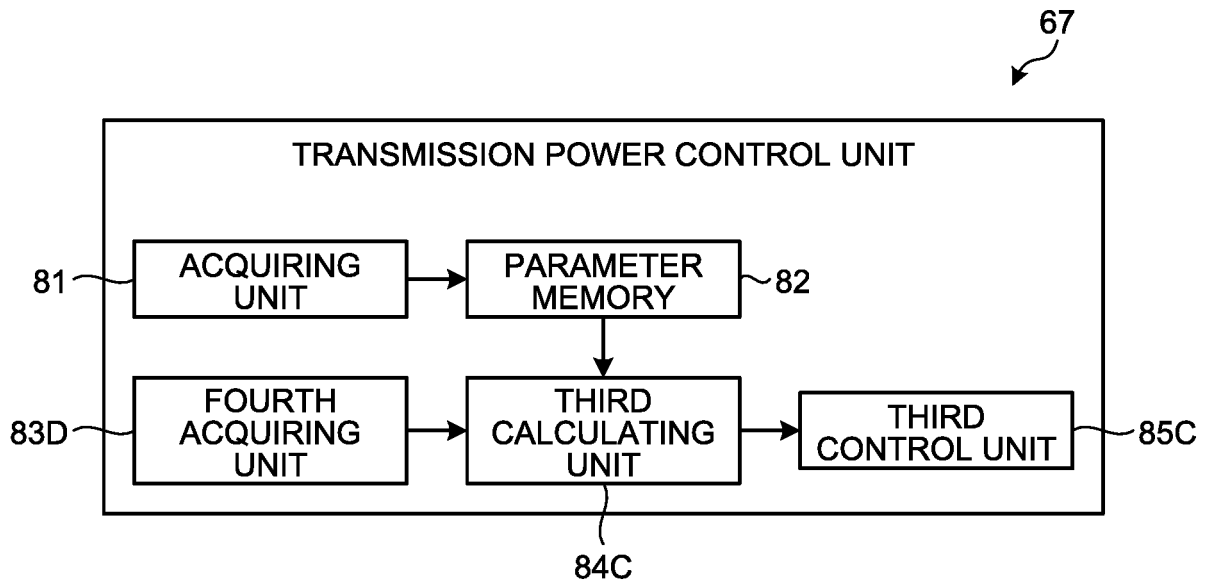 67
TRANSMISSION POWER CONTROL UNIT
81
ACQUIRING
UNIT
PARAMETER
MEMORY
82
83D
FOURTH
ACQUIRING
UNIT
THIRD
CALCULATING
UNIT
THIRD
CONTROL UNIT
85C
84C